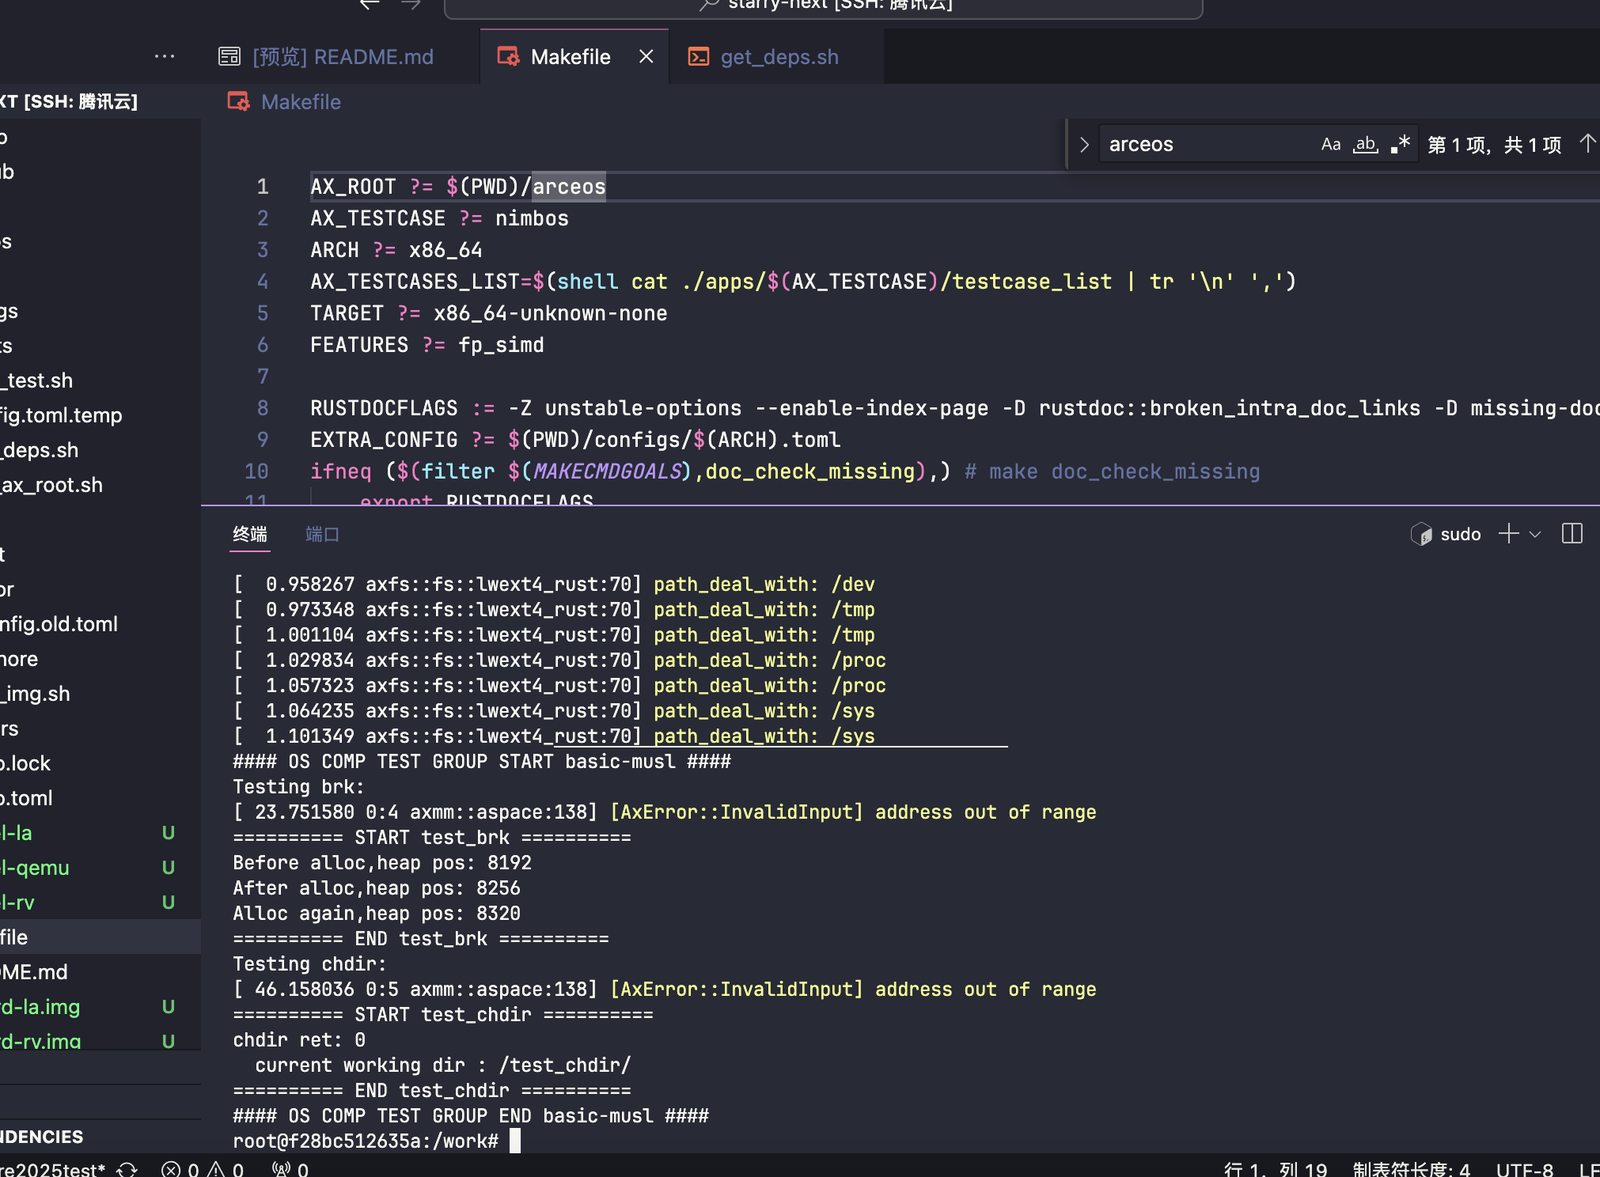 starry-next [SSH: 腾讯云]
[预览] README.md
Makefile
get_deps.sh
XT [SSH: 腾讯云]
Makefile
arceos
Aa
ab
第 1 项，共 1 项
_test.sh
fig.toml.temp
_deps.sh
_ax_root.sh
nfig.old.toml
_img.sh
.lock
.toml
l-la U
l-qemu U
l-rv U
file
ME.md
d-la.img U
d-rv.img U
NDENCIES
1 AX_ROOT ?= $(PWD)/arceos
2 AX_TESTCASE ?= nimbos
3 ARCH ?= x86_64
4 AX_TESTCASES_LIST=$(shell cat ./apps/$(AX_TESTCASE)/testcase_list | tr '\n' ',')
5 TARGET ?= x86_64-unknown-none
6 FEATURES ?= fp_simd
7
8 RUSTDOCFLAGS := -Z unstable-options --enable-index-page -D rustdoc::broken_intra_doc_links -D missing-doc
9 EXTRA_CONFIG ?= $(PWD)/configs/$(ARCH).toml
10 ifneq ($(filter $(MAKECMDGOALS),doc_check_missing),) # make doc_check_missing
11 export RUSTDOCFLAGS
终端
端口
sudo
[  0.958267 axfs::fs::lwext4_rust:70] path_deal_with: /dev
[  0.973348 axfs::fs::lwext4_rust:70] path_deal_with: /tmp
[  1.001104 axfs::fs::lwext4_rust:70] path_deal_with: /tmp
[  1.029834 axfs::fs::lwext4_rust:70] path_deal_with: /proc
[  1.057323 axfs::fs::lwext4_rust:70] path_deal_with: /proc
[  1.064235 axfs::fs::lwext4_rust:70] path_deal_with: /sys
[  1.101349 axfs::fs::lwext4_rust:70] path_deal_with: /sys
#### OS COMP TEST GROUP START basic-musl ####
Testing brk:
[ 23.751580 0:4 axmm::aspace:138] [AxError::InvalidInput] address out of range
========== START test_brk ==========
Before alloc,heap pos: 8192
After alloc,heap pos: 8256
Alloc again,heap pos: 8320
========== END test_brk ==========
Testing chdir:
[ 46.158036 0:5 axmm::aspace:138] [AxError::InvalidInput] address out of range
========== START test_chdir ==========
chdir ret: 0
  current working dir : /test_chdir/
========== END test_chdir ==========
#### OS COMP TEST GROUP END basic-musl ####
root@f28bc512635a:/work#
re2025test* 0 0 0
行 1，列 19 制表符长度: 4 UTF-8 LF